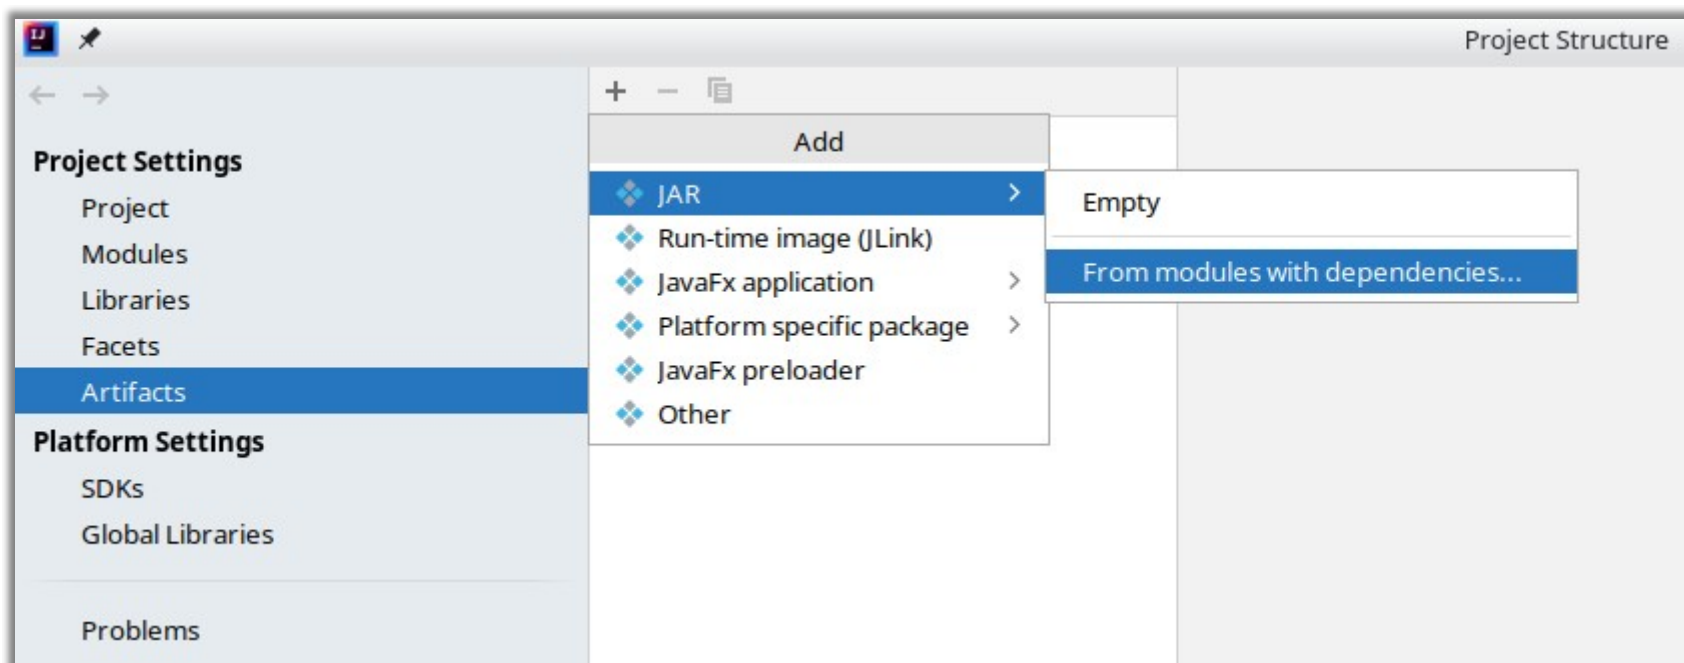 IJ
Project Structure
Project Settings
Project
Modules
Libraries
Facets
Artifacts
Platform Settings
SDKs
Global Libraries
Problems
Add
JAR
Run-time image (JLink)
JavaFx application
Platform specific package
JavaFx preloader
Other
Empty
From modules with dependencies...